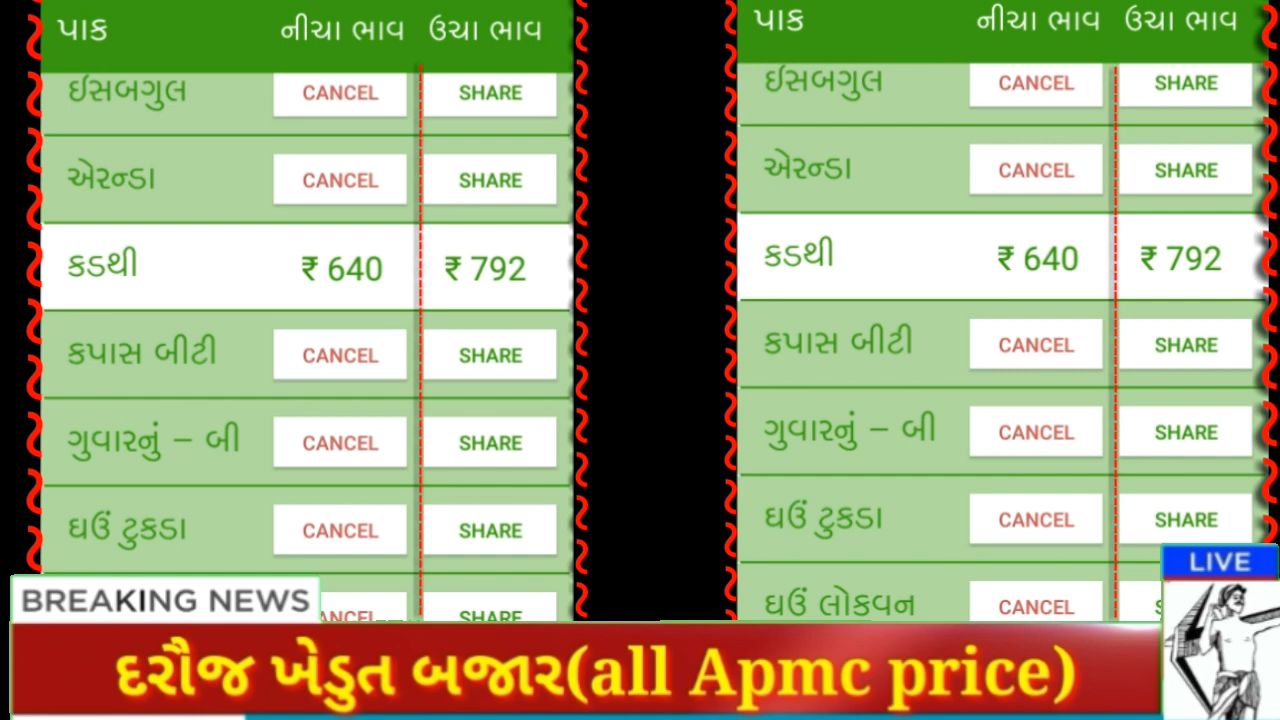 પાક નીચા ભાવ ઉચા ભાવ
ઈસબગુલ CANCEL SHARE
એરન્ડા CANCEL SHARE
કડથી ₹ 640 ₹ 792
કપાસ બીટી CANCEL SHARE
ગુવારનું – બી CANCEL SHARE
ઘઉં ટુકડા CANCEL SHARE
પાક નીચા ભાવ ઉચા ભાવ
ઈસબગુલ CANCEL SHARE
એરન્ડા CANCEL SHARE
કડથી ₹ 640 ₹ 792
કપાસ બીટી CANCEL SHARE
ગુવારનું – બી CANCEL SHARE
ઘઉં ટુકડા CANCEL SHARE
ઘઉં લોકવન CANCEL
LIVE
BREAKING NEWS
દરૌજ ખેડુત બજાર(all Apmc price)